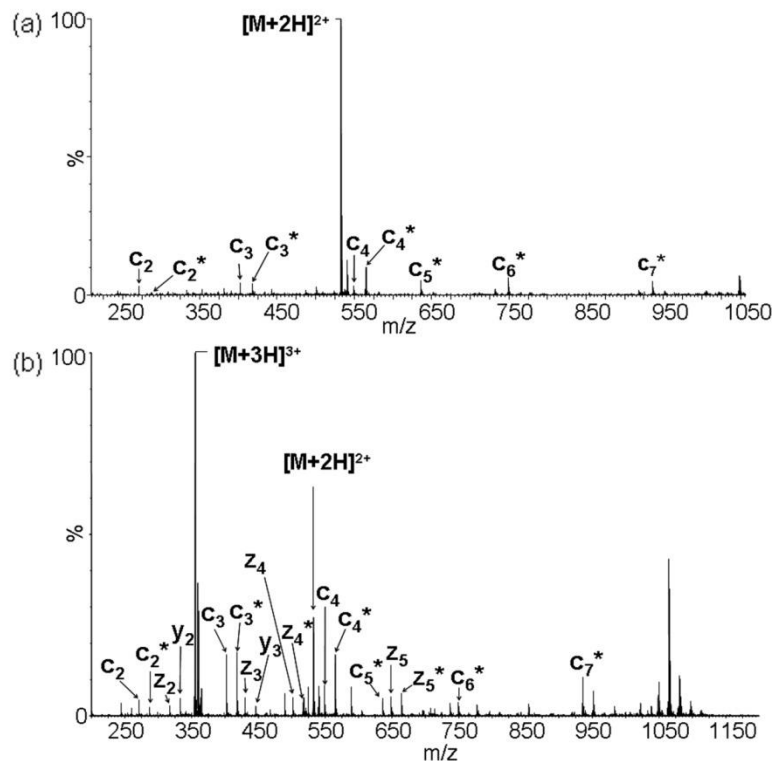 (a) 100
[M+2H]²⁺
%
c₂
c₂*
c₃
c₃*
c₄
c₄*
c₅*
c₆*
c₇*
0
250 350 450 550 650 750 850 950 1050
m/z
(b) 100
[M+3H]³⁺
[M+2H]²⁺
%
c₂
c₂*
z₂
y₂
c₃
c₃*
z₃
y₃
z₄
z₄*
c₄
c₄*
c₅*
z₅
z₅*
c₆*
c₇*
0
250 350 450 550 650 750 850 950 1050 1150
m/z